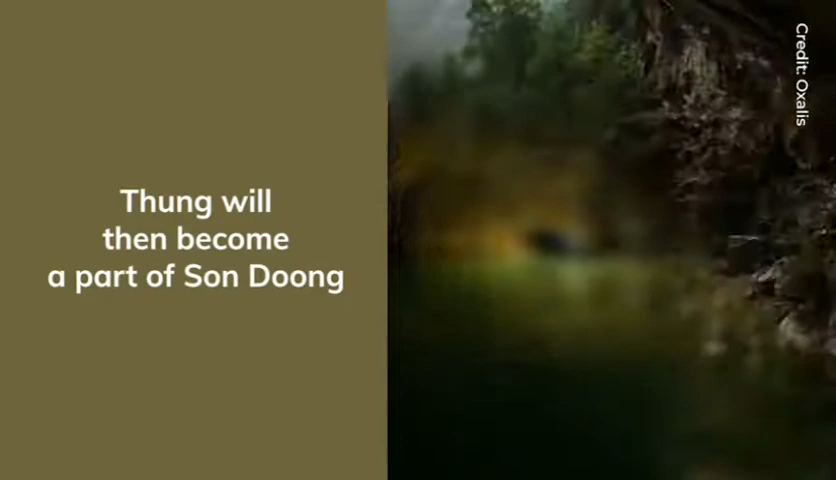 Thung will
then become
a part of Son Doong
Credit: Oxalis